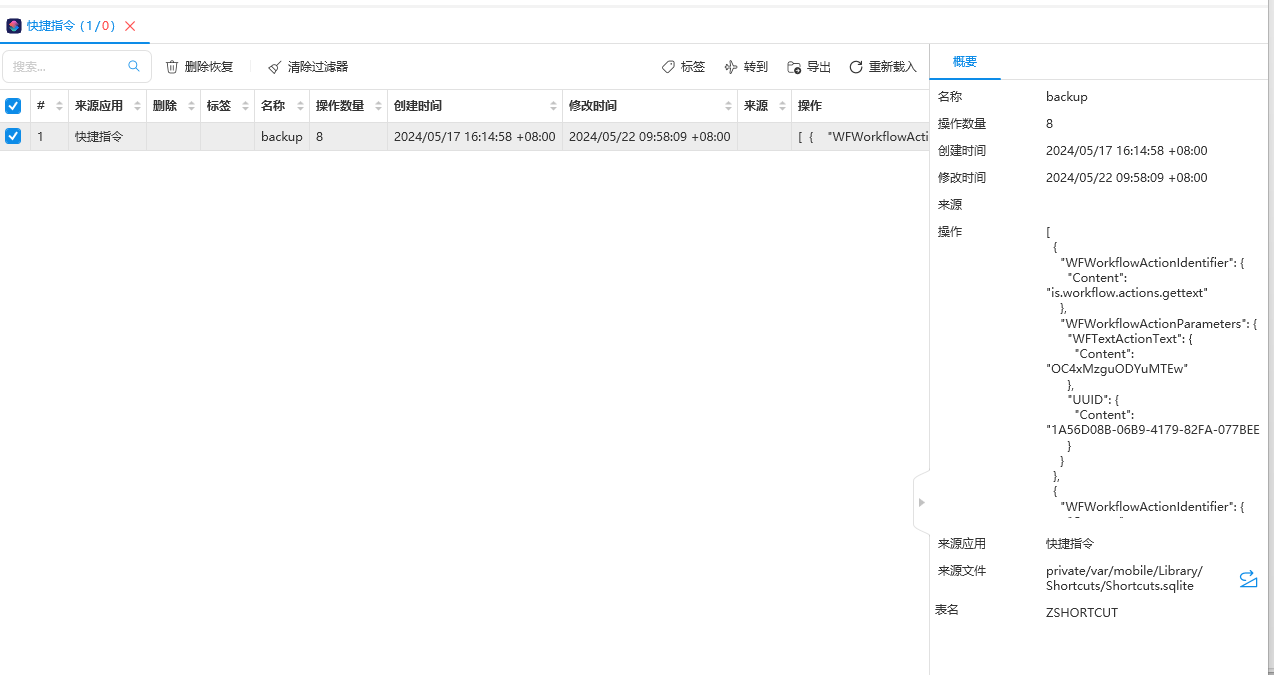 快捷指令 (1/0)
搜索... 删除恢复 清除过滤器 标签 转到 导出 重新载入
# 来源应用 删除 标签 名称 操作数量 创建时间 修改时间 来源 操作
1 快捷指令 backup 8 2024/05/17 16:14:58 +08:00 2024/05/22 09:58:09 +08:00 [ { "WFWorkflowActi
概要
名称 backup
操作数量 8
创建时间 2024/05/17 16:14:58 +08:00
修改时间 2024/05/22 09:58:09 +08:00
来源
操作 [
{
"WFWorkflowActionIdentifier": {
"Content":
"is.workflow.actions.gettext"
},
"WFWorkflowActionParameters": {
"WFTextActionText": {
"Content":
"OC4xMzguODYuMTEw"
},
"UUID": {
"Content":
"1A56D08B-06B9-4179-82FA-077BEE
}
}
},
{
"WFWorkflowActionIdentifier": {
来源应用 快捷指令
来源文件 private/var/mobile/Library/
Shortcuts/Shortcuts.sqlite
表名 ZSHORTCUT